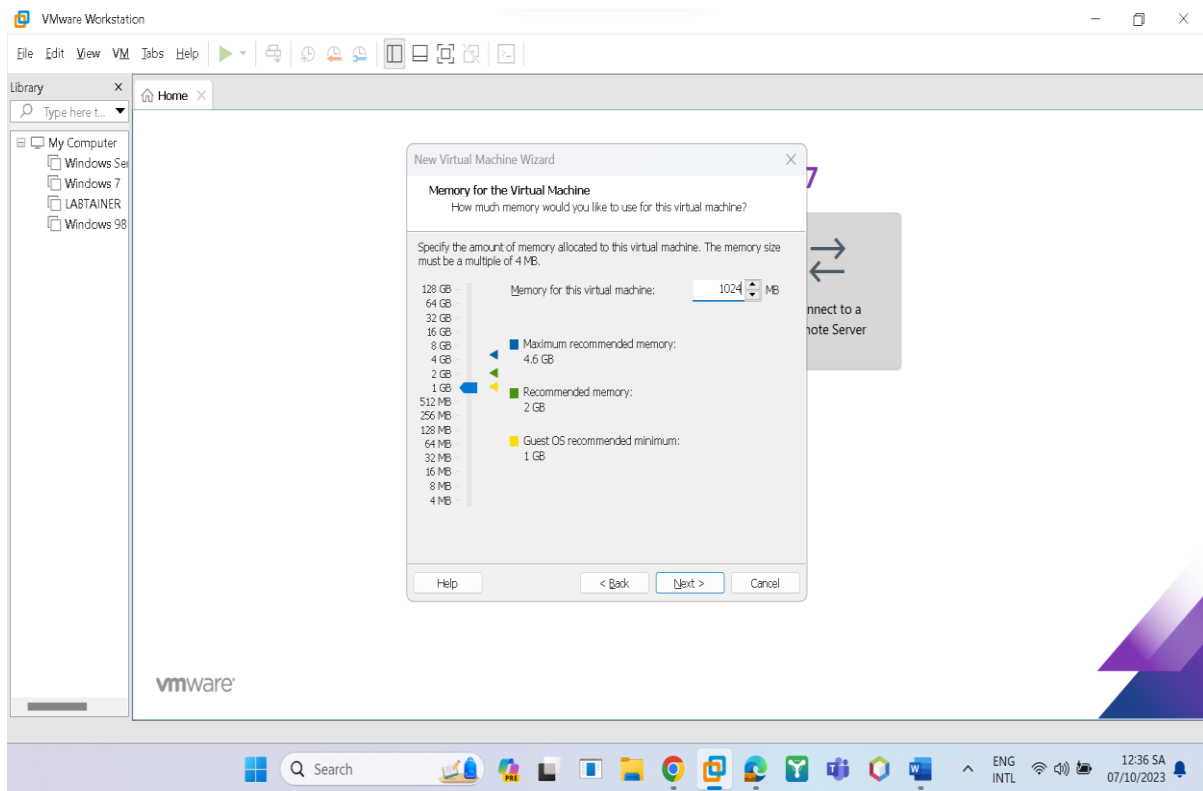 VMware Workstation
File Edit View VM Tabs Help
Library
Type here t...
Home
My Computer
Windows Ser
Windows 7
LABTAINER
Windows 98
7
nnect to a
note Server
New Virtual Machine Wizard
Memory for the Virtual Machine
How much memory would you like to use for this virtual machine?
Specify the amount of memory allocated to this virtual machine. The memory size
must be a multiple of 4 MB.
128 GB
64 GB
32 GB
16 GB
8 GB
4 GB
2 GB
1 GB
512 MB
256 MB
128 MB
64 MB
32 MB
16 MB
8 MB
4 MB
Memory for this virtual machine: 1024 MB
Maximum recommended memory:
4.6 GB
Recommended memory:
2 GB
Guest OS recommended minimum:
1 GB
Help < Back Next > Cancel
vmware
Search
PRE
ENG
INTL
12:36 SA
07/10/2023